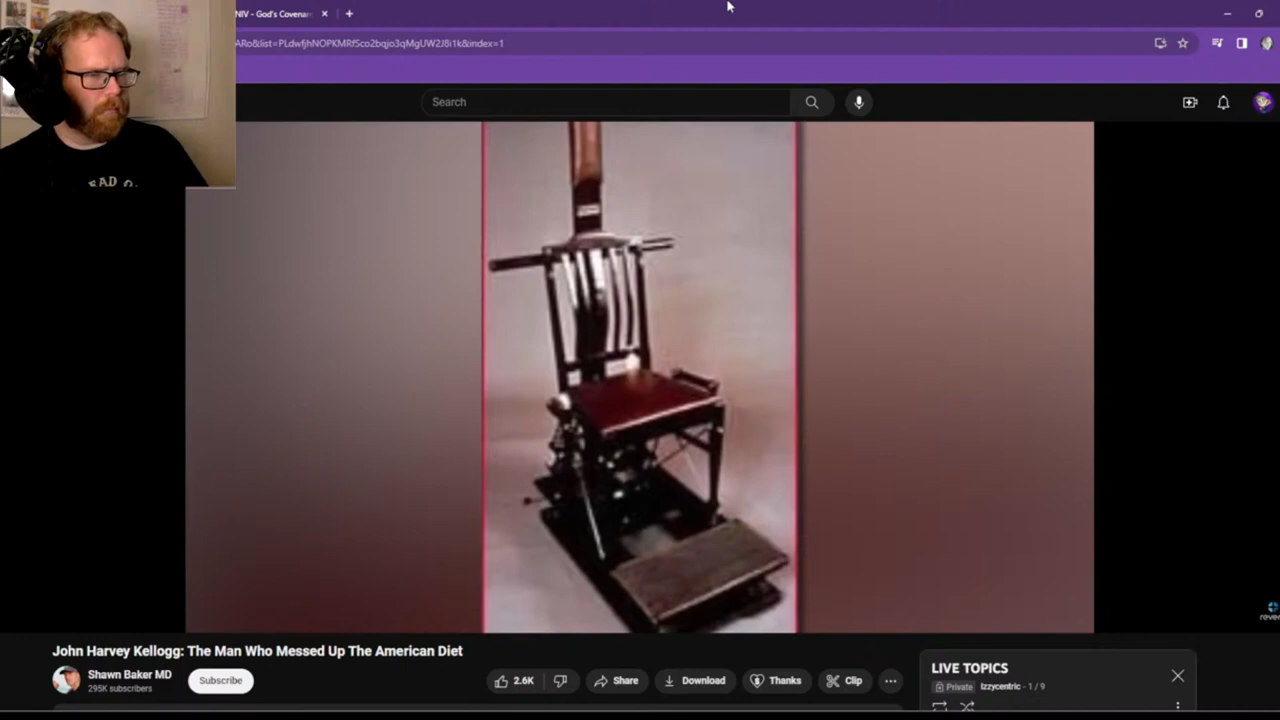 NIV - God's Covenan
ARo&list=PLdwfjhNOPKMRfSco2bqjo3qMgUW2J8i1k&index=1
Search
John Harvey Kellogg: The Man Who Messed Up The American Diet
Shawn Baker MD
295K subscribers
Subscribe
2.6K
Share
Download
Thanks
Clip
LIVE TOPICS
Private
Izzycentric - 1 / 9